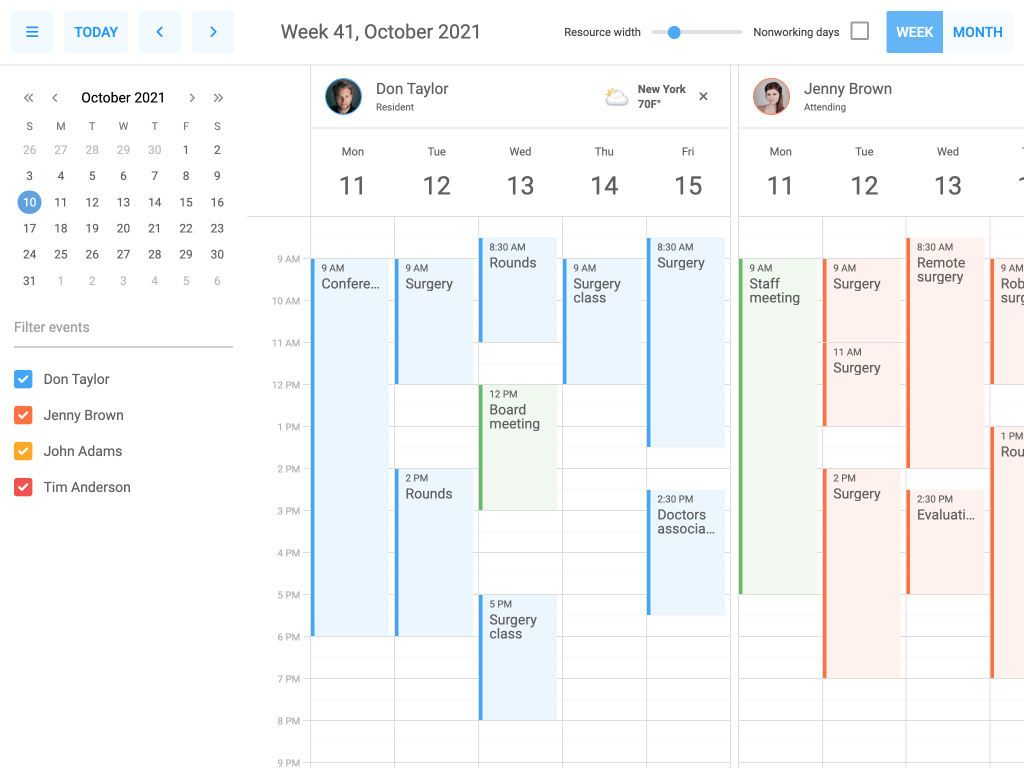 TODAY
Week 41, October 2021
Resource width
Nonworking days
WEEK
MONTH
October 2021
S M T W T F S
26 27 28 29 30 1 2
3 4 5 6 7 8 9
10 11 12 13 14 15 16
17 18 19 20 21 22 23
24 25 26 27 28 29 30
31 1 2 3 4 5 6
Filter events
Don Taylor
Jenny Brown
John Adams
Tim Anderson
Don Taylor
Resident
New York
70F°
Jenny Brown
Attending
Mon Tue Wed Thu Fri
11 12 13 14 15
Mon Tue Wed
11 12 13
9 AM
10 AM
11 AM
12 PM
1 PM
2 PM
3 PM
4 PM
5 PM
6 PM
7 PM
8 PM
9 PM
9 AM
Confere...
9 AM
Surgery
2 PM
Rounds
8:30 AM
Rounds
12 PM
Board
meeting
5 PM
Surgery
class
9 AM
Surgery
class
8:30 AM
Surgery
2:30 PM
Doctors
associa...
9 AM
Staff
meeting
9 AM
Surgery
11 AM
Surgery
2 PM
Surgery
8:30 AM
Remote
surgery
2:30 PM
Evaluati...
9 AM
Rob
surg
1 PM
Rou